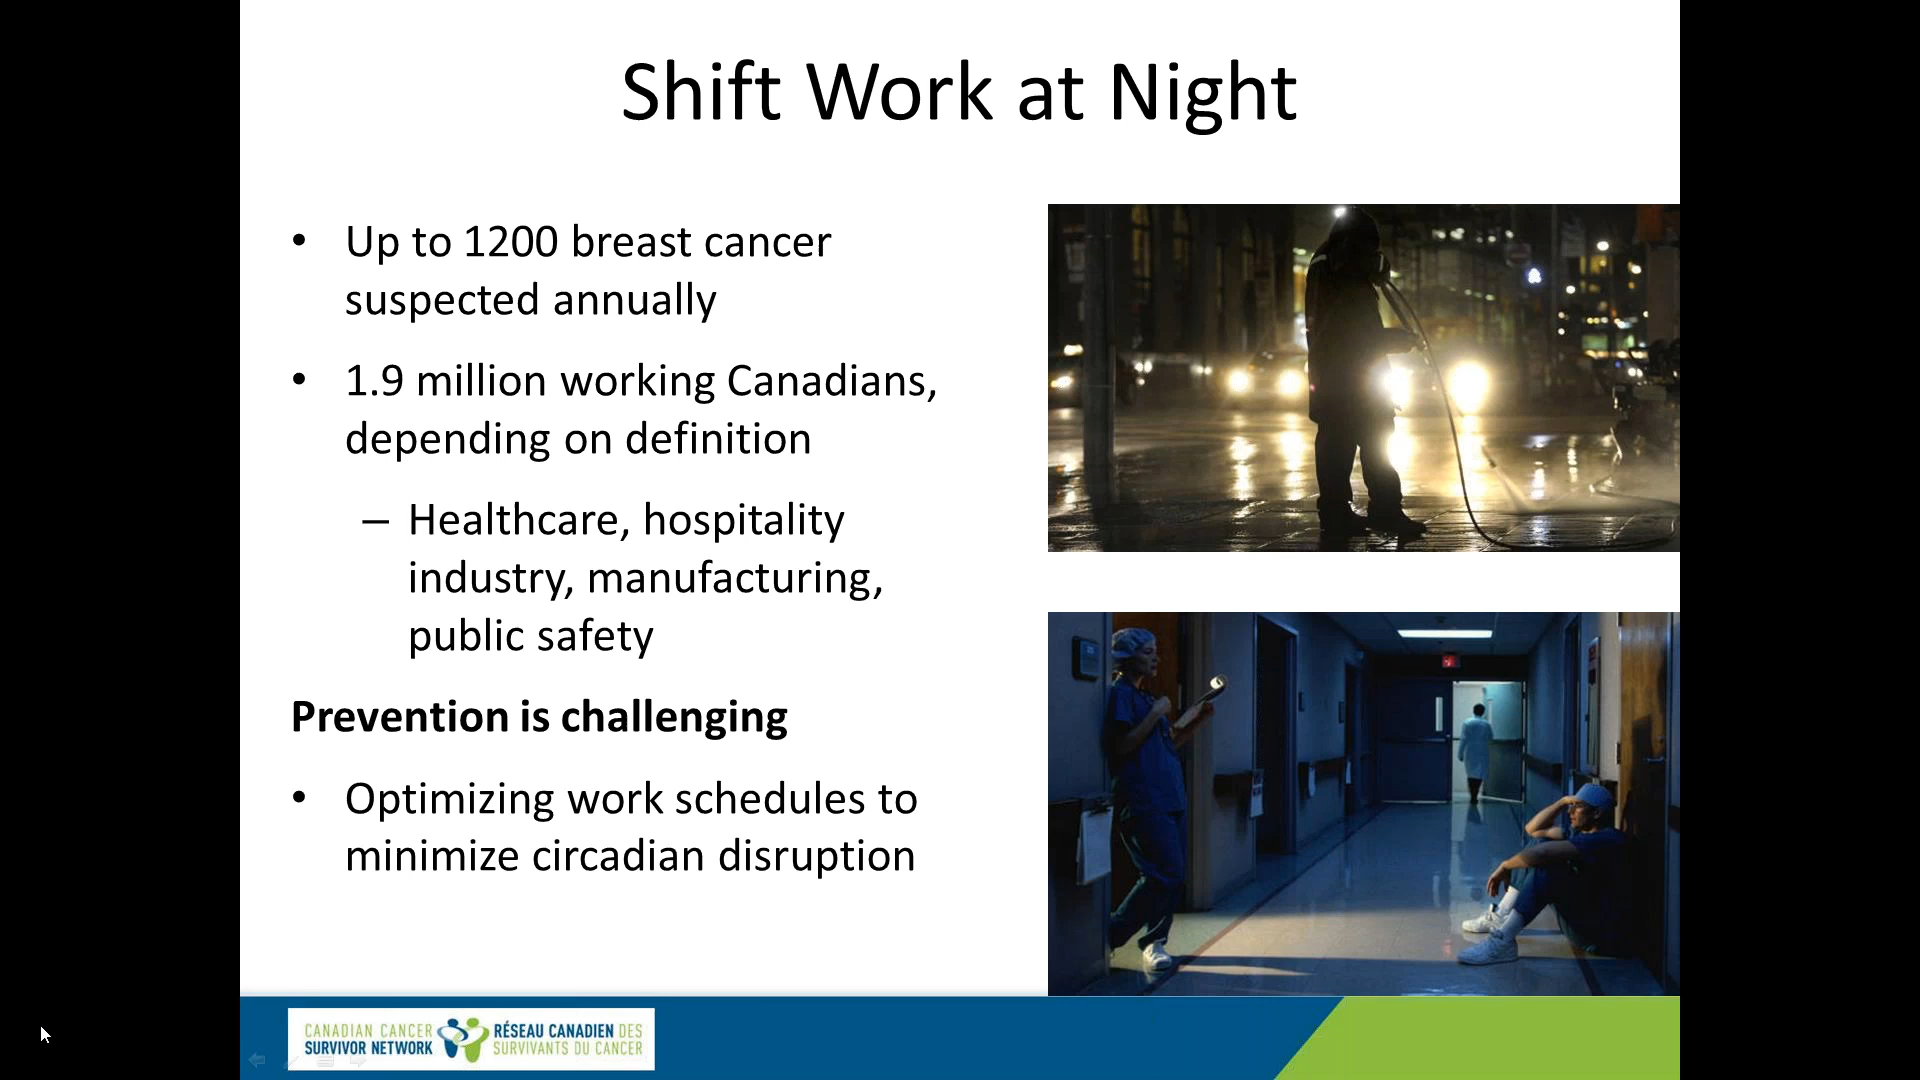 Shift Work at Night
• Up to 1200 breast cancer
suspected annually
• 1.9 million working Canadians,
depending on definition
– Healthcare, hospitality
industry, manufacturing,
public safety
Prevention is challenging
• Optimizing work schedules to
minimize circadian disruption
CANADIAN CANCER
SURVIVOR NETWORK
RÉSEAU CANADIEN DES
SURVIVANTS DU CANCER